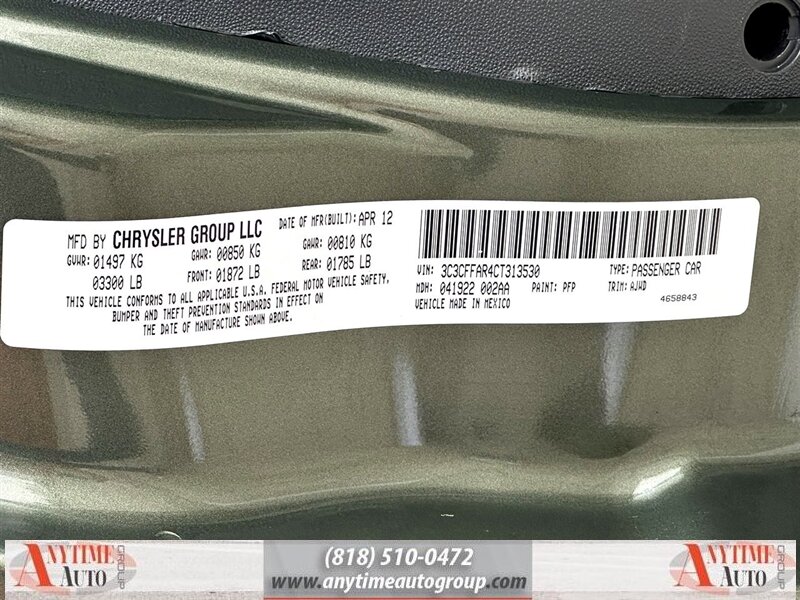 MFD BY CHRYSLER GROUP LLC
DATE OF MFR(BUILT): APR 12
GVWR: 01497 KG GAWR: 00850 KG GAWR: 00810 KG
03300 LB FRONT: 01872 LB REAR: 01785 LB
THIS VEHICLE CONFORMS TO ALL APPLICABLE U.S.A. FEDERAL MOTOR VEHICLE SAFETY,
BUMPER AND THEFT PREVENTION STANDARDS IN EFFECT ON
THE DATE OF MANUFACTURE SHOWN ABOVE.
VIN: 3C3CFFAR4CT313530 TYPE: PASSENGER CAR
MDH: 041922 002AA PAINT: PFP TRIM: AJWD
VEHICLE MADE IN MEXICO 4658843
ANYTIME AUTO GROUP
(818) 510-0472
www.anytimeautogroup.com
ANYTIME AUTO GROUP